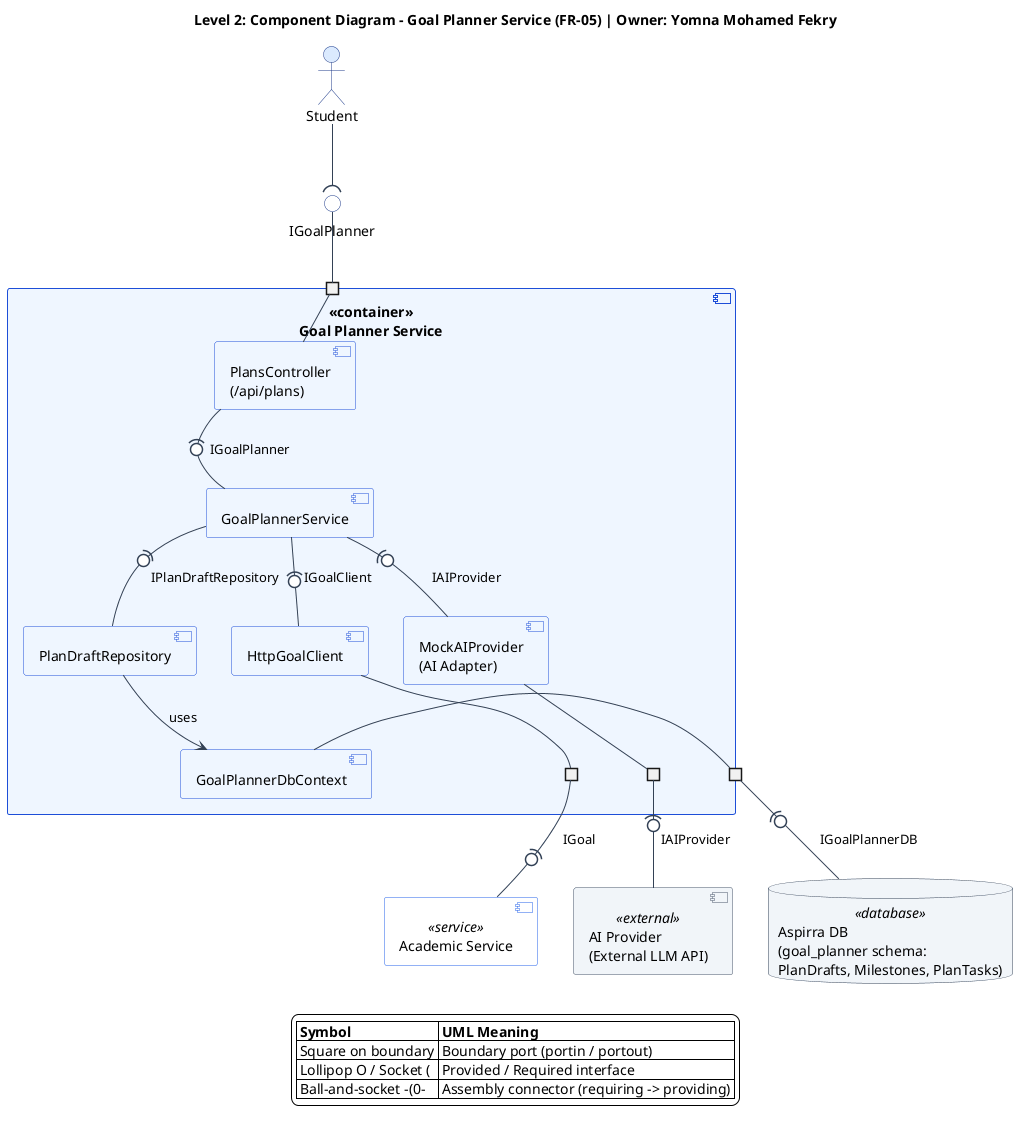 Level 2: Component Diagram - Goal Planner Service (FR-05) | Owner: Yomna Mohamed Fekry
Student
IGoalPlanner
«container»
Goal Planner Service
PlansController
(/api/plans)
IGoalPlanner
GoalPlannerService
IPlanDraftRepository
IGoalClient
IAIProvider
PlanDraftRepository
HttpGoalClient
MockAIProvider
(AI Adapter)
uses
GoalPlannerDbContext
IGoal
IAIProvider
IGoalPlannerDB
«service»
Academic Service
«external»
AI Provider
(External LLM API)
«database»
Aspirra DB
(goal_planner schema:
PlanDrafts, Milestones, PlanTasks)
Symbol UML Meaning
Square on boundary Boundary port (portin / portout)
Lollipop O / Socket ( Provided / Required interface
Ball-and-socket -(0- Assembly connector (requiring -> providing)